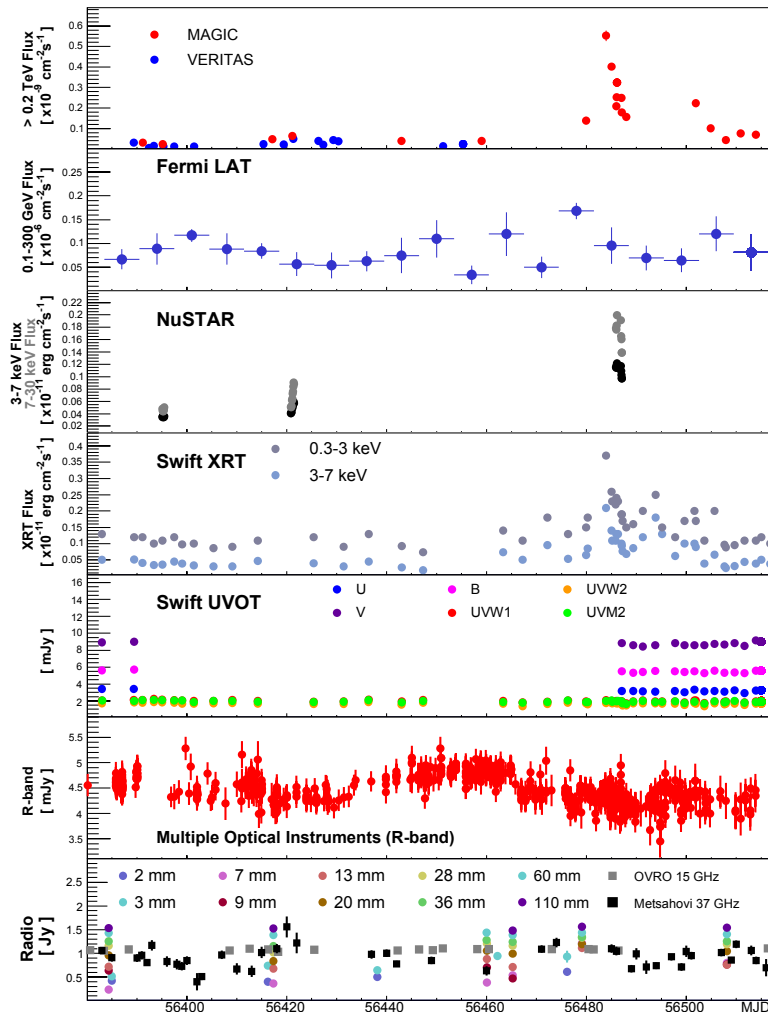 > 0.2 TeV Flux
[ x10⁻⁹ cm⁻²s⁻¹ ]
0.6
0.5
0.4
0.3
0.2
0.1
MAGIC
VERITAS
0.1-300 GeV Flux
[ x10⁻⁶ cm⁻²s⁻¹ ]
0.25
0.2
0.15
0.1
0.05
Fermi LAT
3-7 keV Flux
7-30 keV Flux
[ x10⁻¹¹ erg cm⁻²s⁻¹ ]
0.22
0.2
0.18
0.16
0.14
0.12
0.1
0.08
0.06
0.04
0.02
NuSTAR
XRT Flux
[ x10⁻¹¹ erg cm⁻²s⁻¹ ]
0.4
0.35
0.3
0.25
0.2
0.15
0.1
0.05
Swift XRT
0.3-3 keV
3-7 keV
[ mJy ]
16
14
12
10
8
6
4
2
Swift UVOT
U B UVW2
V UVW1 UVM2
R-band
[ mJy ]
5.5
5
4.5
4
3.5
Multiple Optical Instruments (R-band)
Radio
[ Jy ]
2.5
2
1.5
1
0.5
2 mm 7 mm 13 mm 28 mm 60 mm OVRO 15 GHz
3 mm 9 mm 20 mm 36 mm 110 mm Metsahovi 37 GHz
56400 56420 56440 56460 56480 56500 MJD